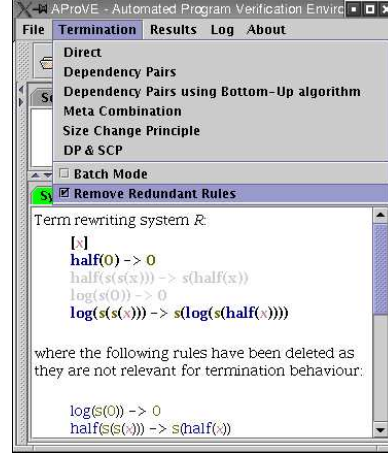 AProVE - Automated Program Verification Envirc
File Termination Results Log About
Direct
Dependency Pairs
Dependency Pairs using Bottom-Up algorithm
Meta Combination
Size Change Principle
DP & SCP
Batch Mode
Remove Redundant Rules
Term rewriting system R:
[x]
half(0) -> 0
half(s(s(x))) -> s(half(x))
log(s(0)) -> 0
log(s(s(x))) -> s(log(s(half(x))))
where the following rules have been deleted as
they are not relevant for termination behaviour:
log(s(0)) -> 0
half(s(s(x))) -> s(half(x))